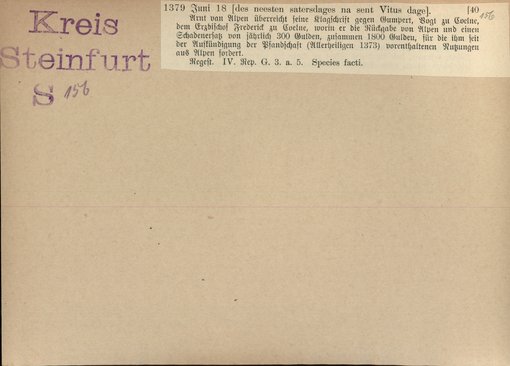 Kreis
Steinfurt
S 156
1379 Juni 18 [des neesten satersdages na sent Vitus dage]. [40
156
Arnt van Alpen überreicht seine Klagschrift gegen Gumpert, Vogt zu Coelne,
dem Erzbischof Frederick zu Coelne, worin er die Rückgabe von Alpen und einen
Schadenersatz von jährlich 300 Gulden, zusammen 1800 Gulden, für die ihm seit
der Auskündigung der Pfandschaft (Allerheiligen 1373) vorenthaltenen Nutzungen
aus Alpen fordert.
Regest. IV. Rep. G. 3. a. 5. Species facti.